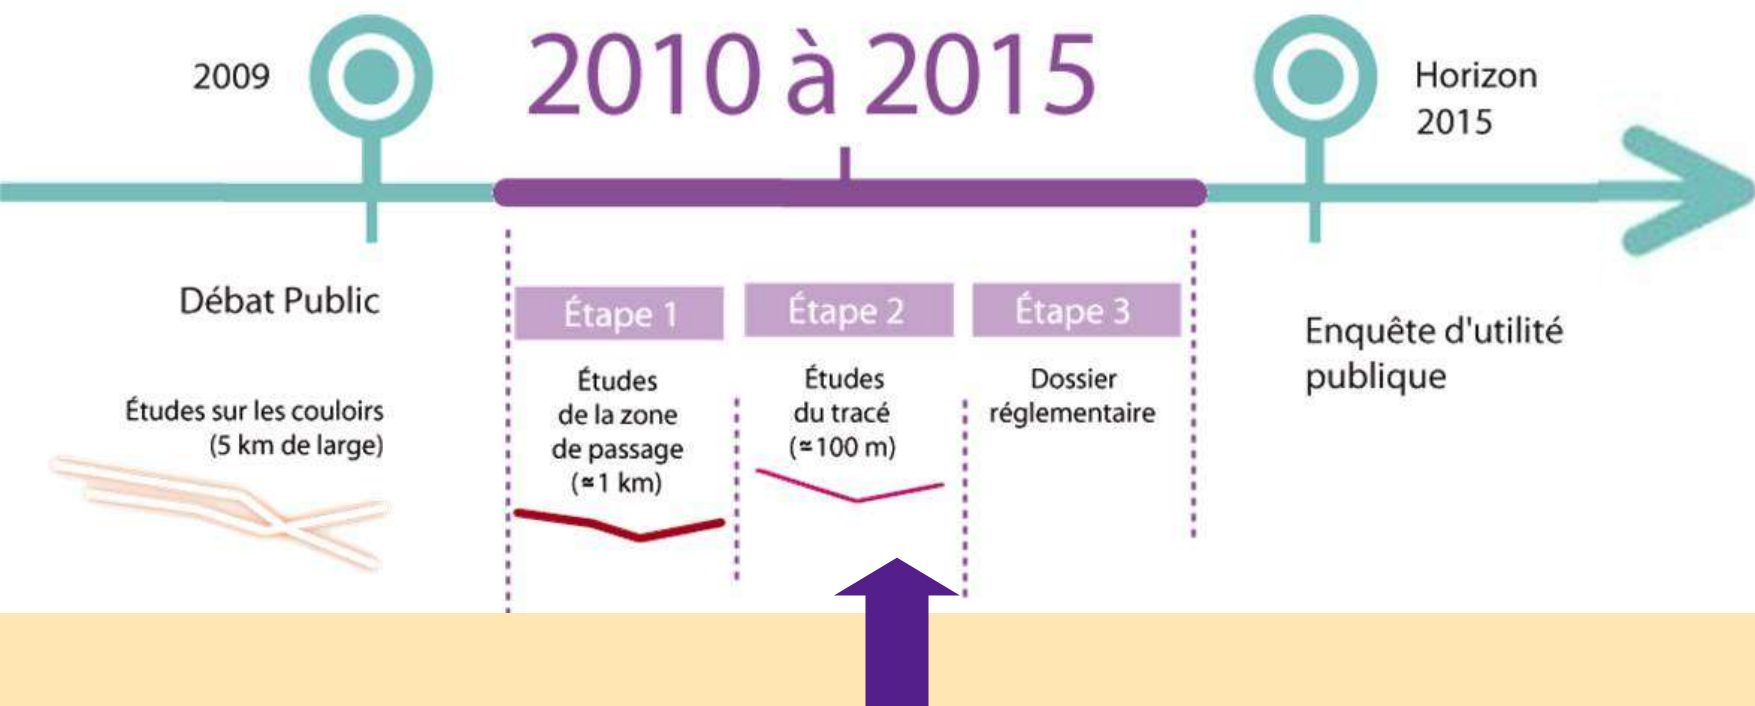 2009
2010 à 2015
Horizon
2015
Débat Public
Études sur les couloirs
(5 km de large)
Étape 1
Études
de la zone
de passage
(≃1 km)
Étape 2
Études
du tracé
(≃100 m)
Étape 3
Dossier
réglementaire
Enquête d'utilité
publique